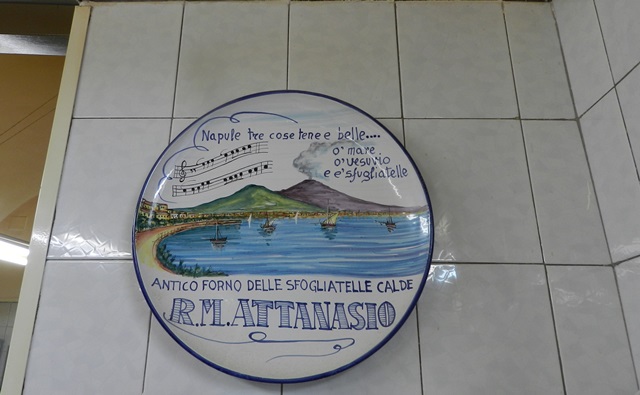 Napule tre cose tene e belle....
o' mare
o' vesuvio
e e' sfugliatelle
ANTICO FORNO DELLE SFOGLIATELLE CALDE
R.M. ATTANASIO